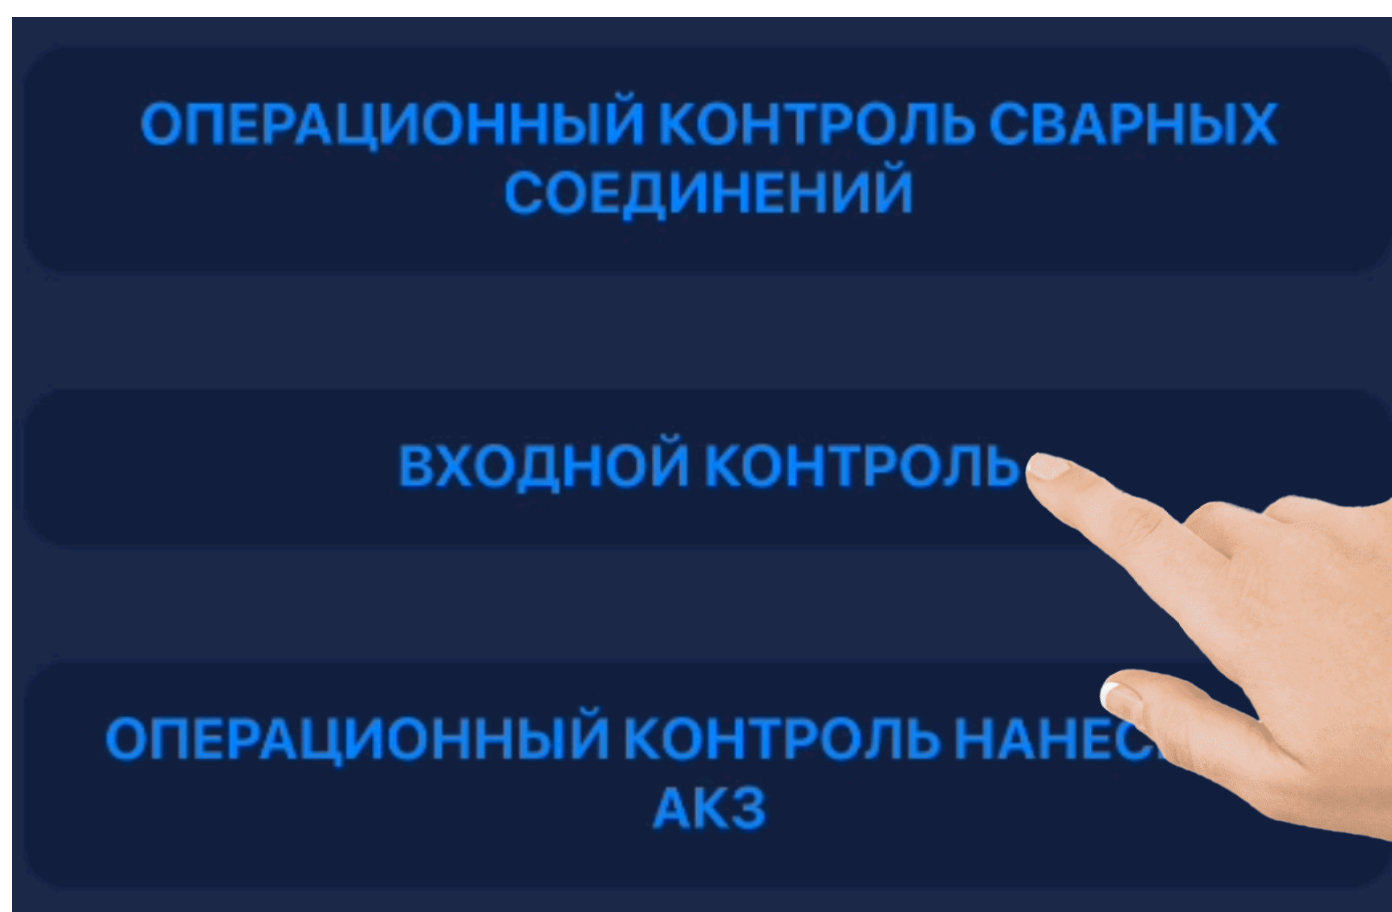 ОПЕРАЦИОННЫЙ КОНТРОЛЬ СВАРНЫХ
СОЕДИНЕНИЙ
ВХОДНОЙ КОНТРОЛЬ
ОПЕРАЦИОННЫЙ КОНТРОЛЬ
АКЗ